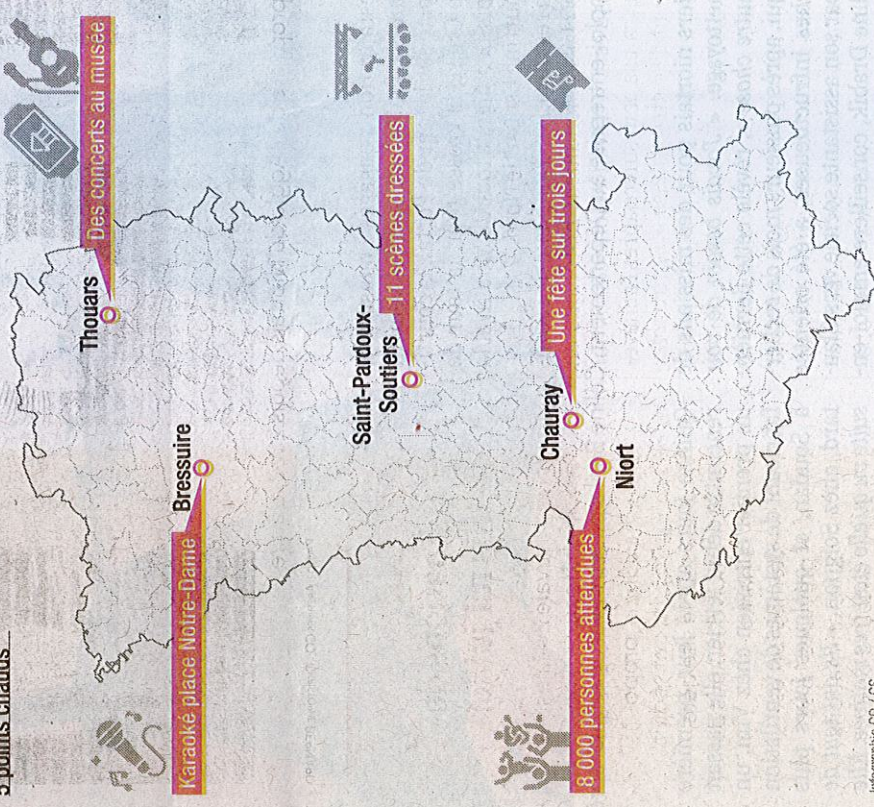 5 points chauds
Thouars
Des concerts au musée
Bressuire
Karaoké place Notre-Dame
Saint-Pardoux-
Soutiers
11 scènes dressées
Chauray
Une fête sur trois jours
Niort
8 000 personnes attendues